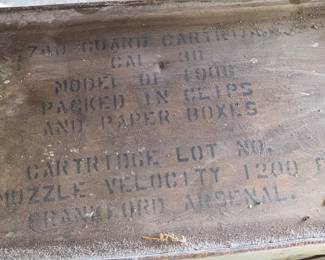 GUARD CARTRIDGES
CAL. 30
MODEL OF 1906
PACKED IN CLIPS
AND PAPER BOXES
CARTRIDGE LOT NO.
MUZZLE VELOCITY 1200 F
FRANKFORD ARSENAL.